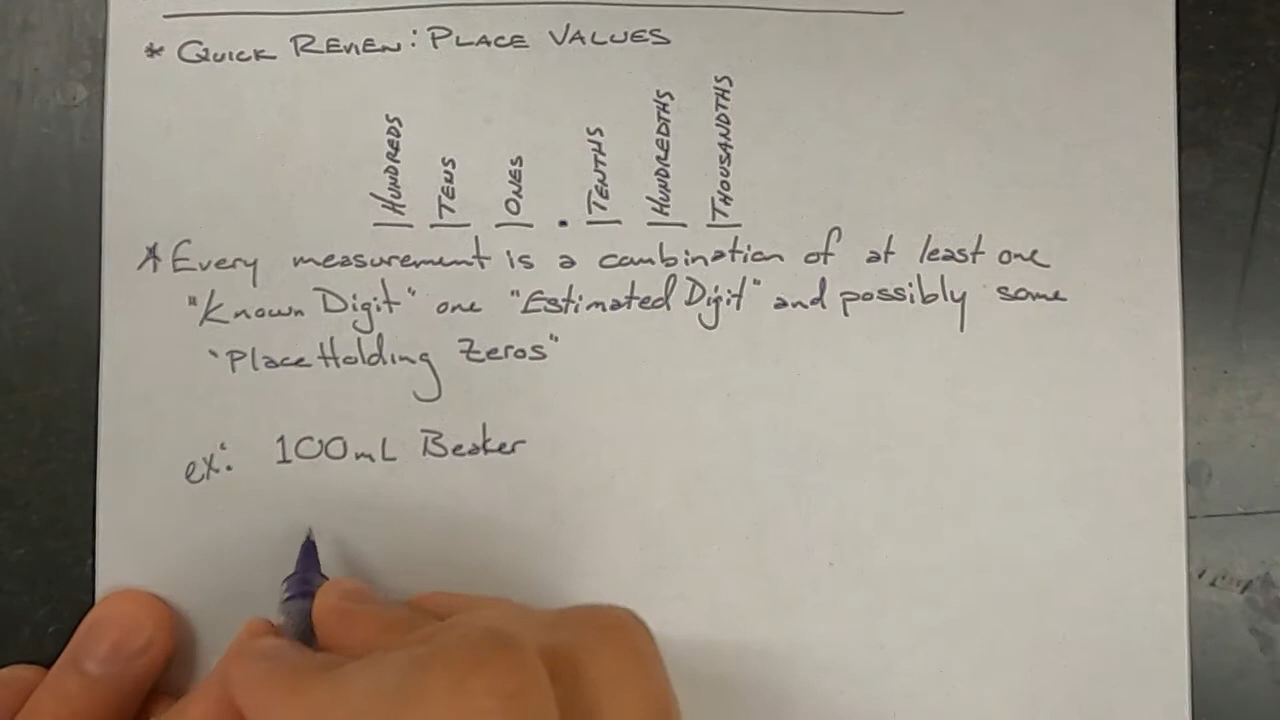 * QUICK REVIEW: PLACE VALUES
HUNDREDS TENS ONES . TENTHS HUNDREDTHS THOUSANDTHS
* Every measurement is a combination of at least one
"Known Digit" one "Estimated Digit" and possibly some
"Place Holding Zeros"
ex: 100mL Beaker